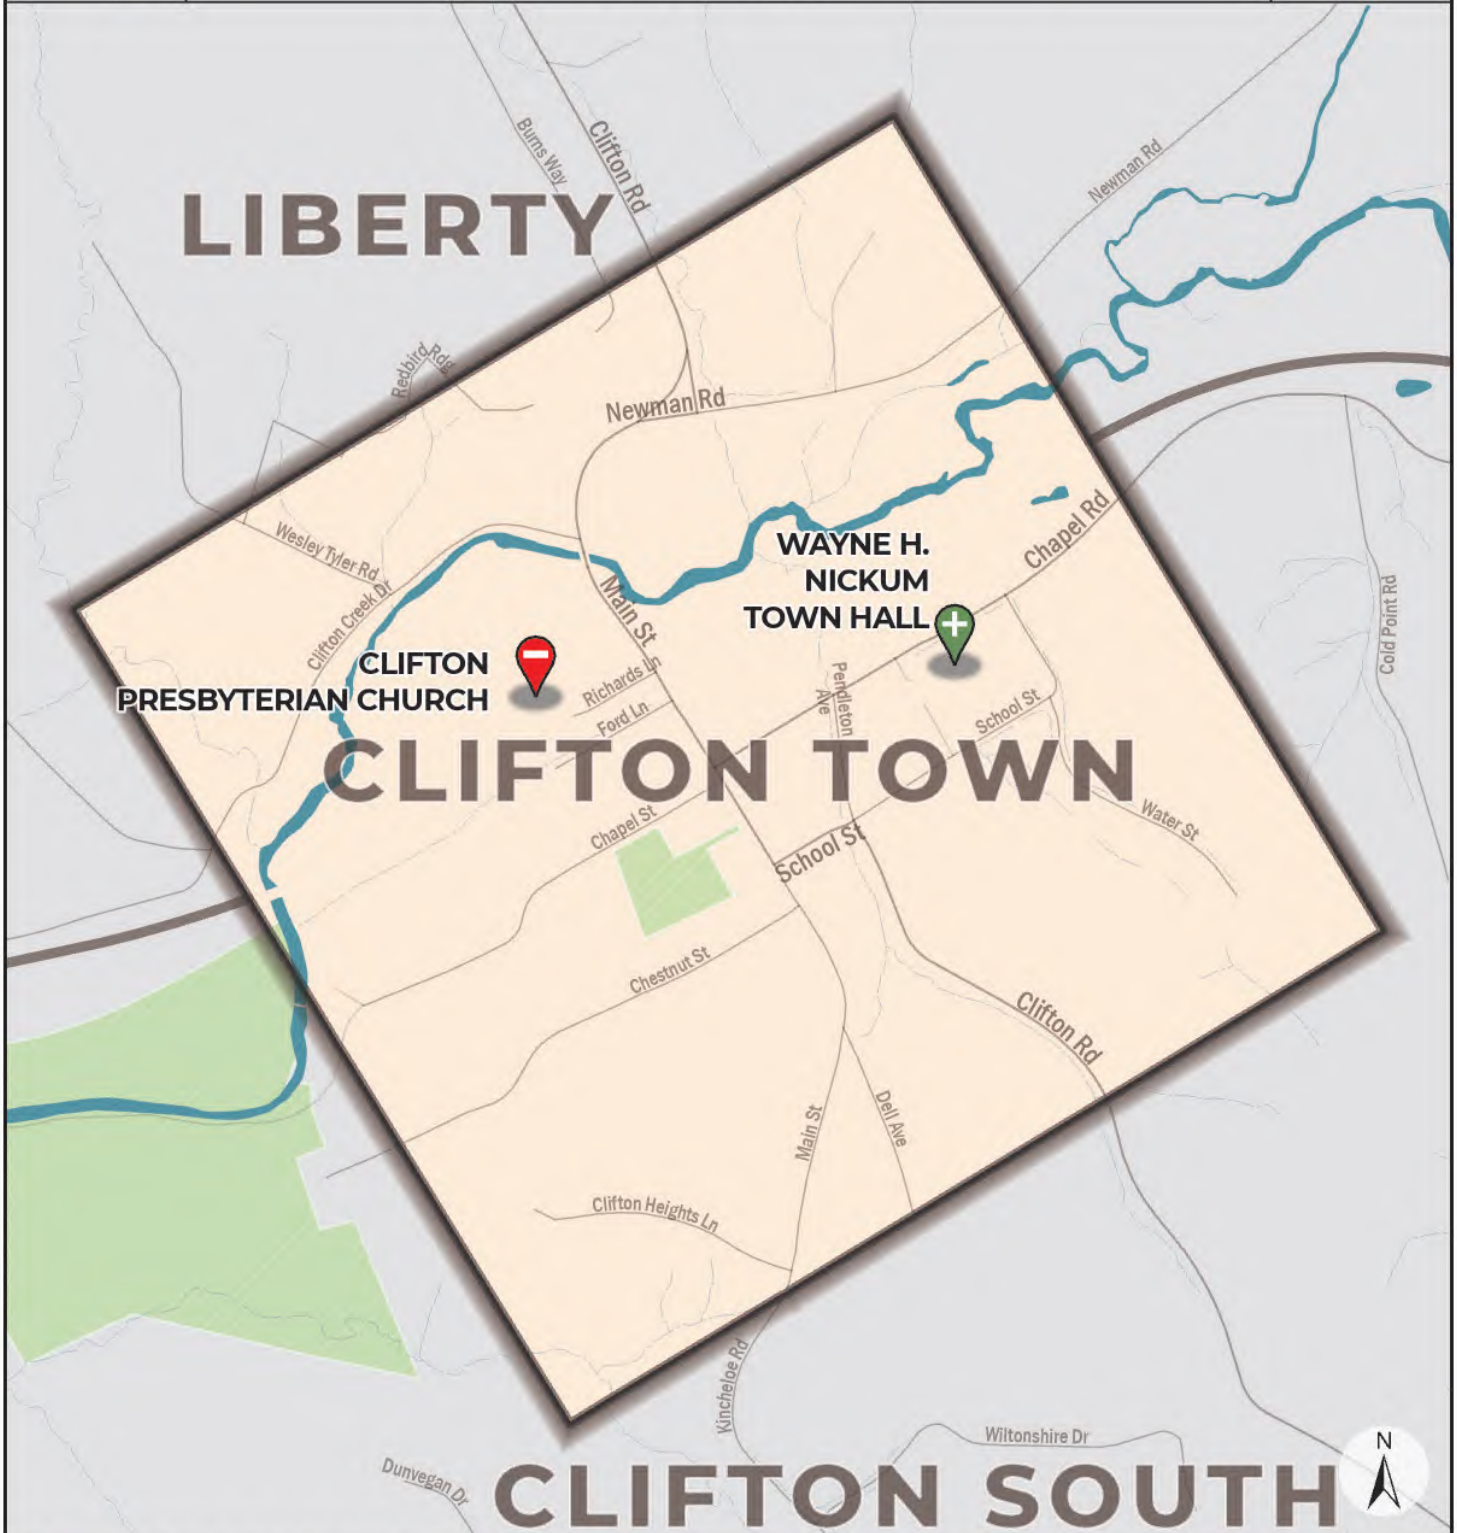 Burns Way
Clifton Rd
Newman Rd
LIBERTY
Redbird Rdg
Newman Rd
Chapel Rd
Wesley Tyler Rd
WAYNE H.
NICKUM
TOWN HALL
Main St
Clifton Creek Dr
Cold Point Rd
CLIFTON
PRESBYTERIAN CHURCH
Richards Ln
Pendleton
Ave
Ford Ln
School St
CLIFTON TOWN
Chapel St
Water St
School St
Chestnut St
Clifton Rd
Main St
Dell Ave
Clifton Heights Ln
Kincheloe Rd
Wiltonshire Dr
N
Dunvegan Dr
CLIFTON SOUTH